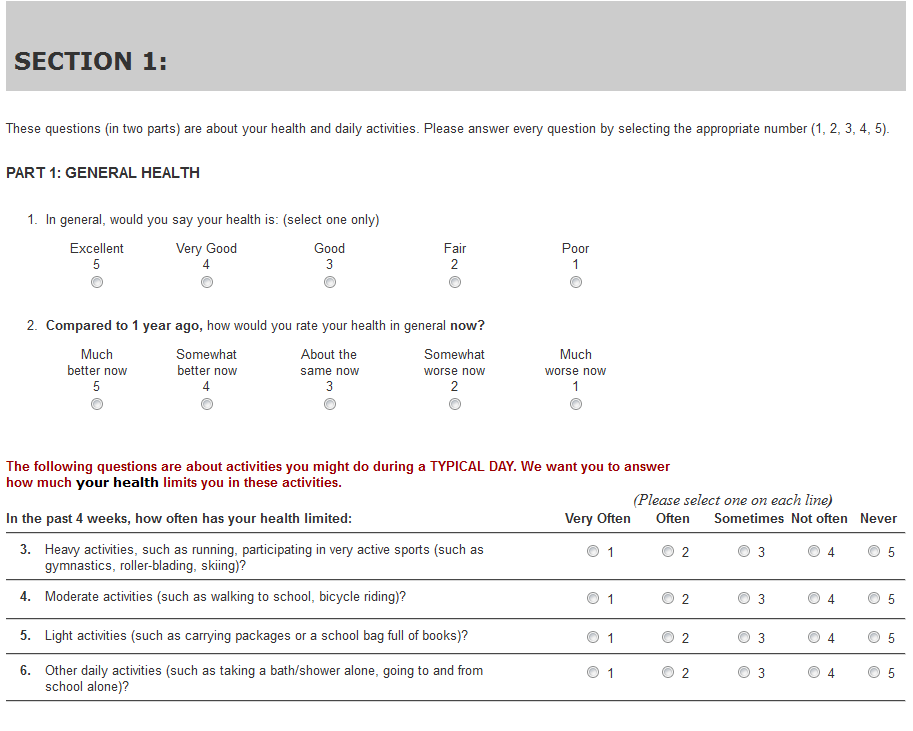 SECTION 1:
These questions (in two parts) are about your health and daily activities. Please answer every question by selecting the appropriate number (1, 2, 3, 4, 5).
PART 1: GENERAL HEALTH
1. In general, would you say your health is: (select one only)
Excellent Very Good Good Fair Poor
5 4 3 2 1
2. Compared to 1 year ago, how would you rate your health in general now?
Much Somewhat About the Somewhat Much
better now better now same now worse now worse now
5 4 3 2 1
The following questions are about activities you might do during a TYPICAL DAY. We want you to answer
how much your health limits you in these activities.
(Please select one on each line)
In the past 4 weeks, how often has your health limited: Very Often Often Sometimes Not often Never
3. Heavy activities, such as running, participating in very active sports (such as 1 2 3 4 5
gymnastics, roller-blading, skiing)?
4. Moderate activities (such as walking to school, bicycle riding)? 1 2 3 4 5
5. Light activities (such as carrying packages or a school bag full of books)? 1 2 3 4 5
6. Other daily activities (such as taking a bath/shower alone, going to and from 1 2 3 4 5
school alone)?